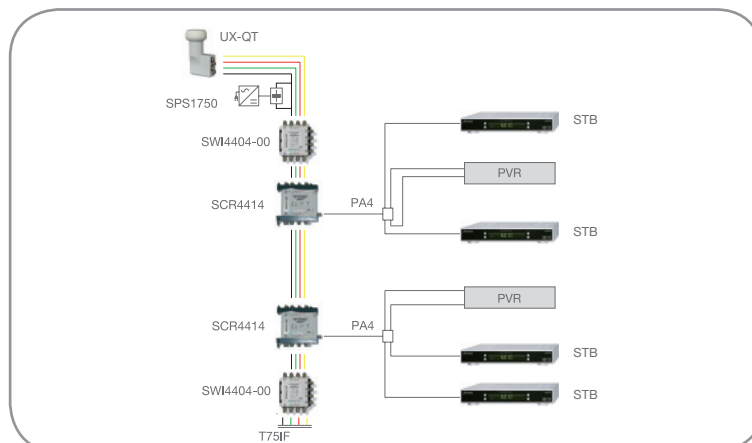 UX-QT
SPS1750
SWI4404-00
STB
PVR
SCR4414
PA4
STB
PVR
SCR4414
PA4
STB
SWI4404-00
STB
T75IF